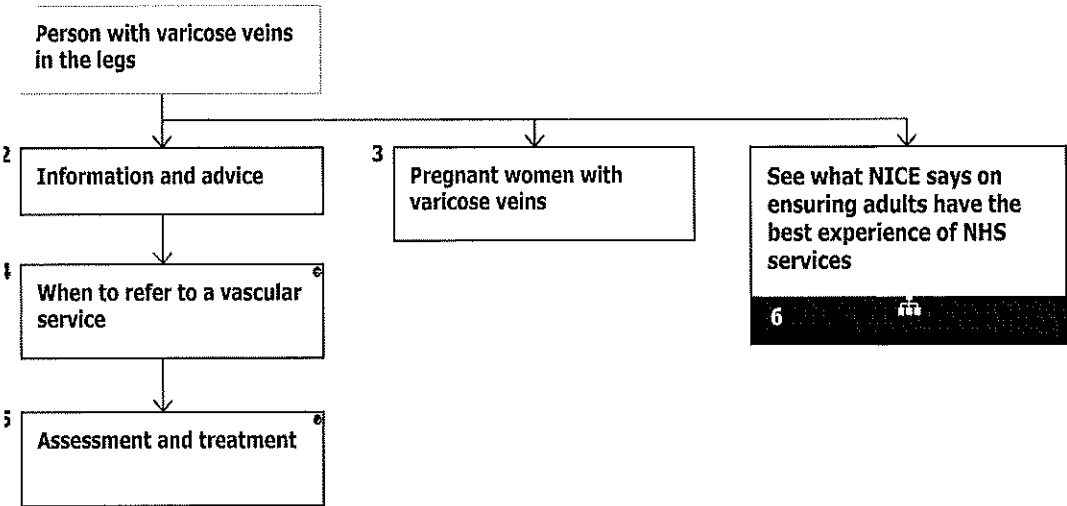 Person with varicose veins
in the legs
2
Information and advice
3
Pregnant women with
varicose veins
See what NICE says on
ensuring adults have the
best experience of NHS
services
6
4
When to refer to a vascular
service
5
Assessment and treatment